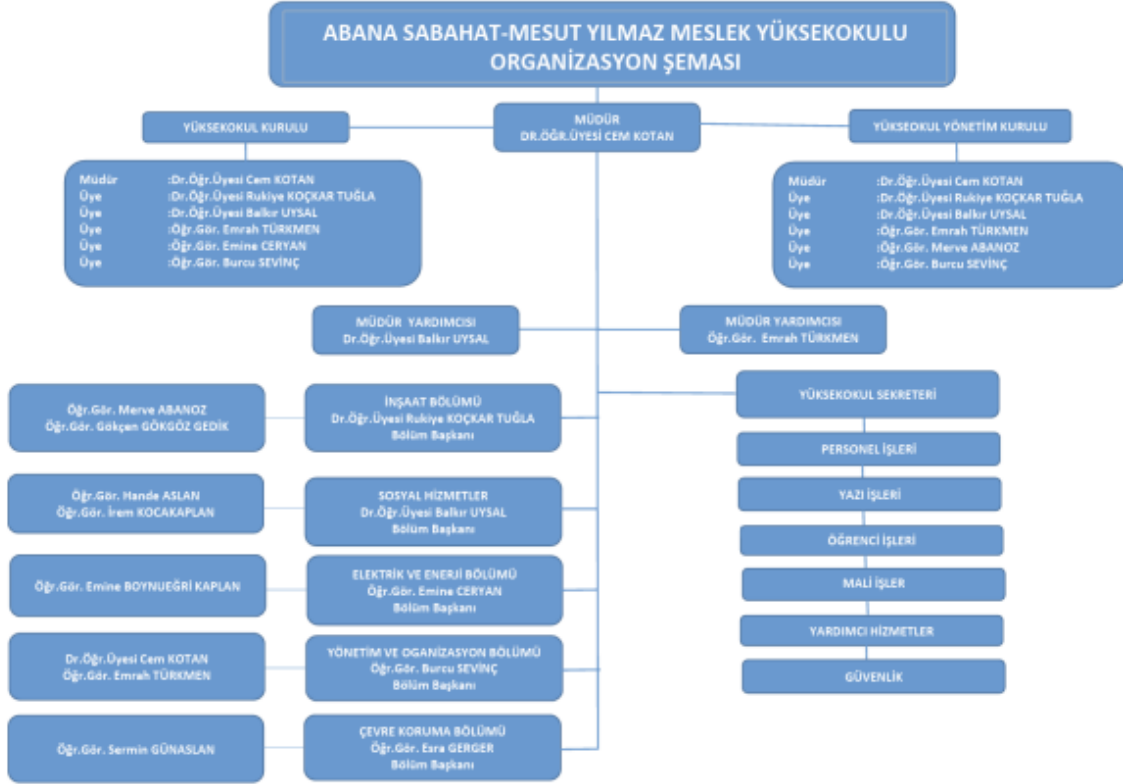 ABANA SABAHAT-MESUT YILMAZ MESLEK YÜKSEKOKULU
ORGANİZASYON ŞEMASI
MÜDÜR
DR.ÖĞR.ÜYESİ CEM KOTAN
YÜKSEKOKUL KURULU
YÜKSEOKUL YÖNETİM KURULU
Müdür :Dr.Öğr.Üyesi Cem KOTAN
Üye :Dr.Öğr.Üyesi Rukiye KOÇKAR TUĞLA
Üye :Dr.Öğr.Üyesi Balkır UYSAL
Üye :Öğr.Gör. Emrah TÜRKMEN
Üye :Öğr.Gör. Emine CERYAN
Üye :Öğr.Gör. Burcu SEVİNÇ
Müdür :Dr.Öğr.Üyesi Cem KOTAN
Üye :Dr.Öğr.Üyesi Rukiye KOÇKAR TUĞLA
Üye :Dr.Öğr.Üyesi Balkır UYSAL
Üye :Öğr.Gör. Emrah TÜRKMEN
Üye :Öğr.Gör. Merve ABANOZ
Üye :Öğr.Gör. Burcu SEVİNÇ
MÜDÜR YARDIMCISI
Dr.Öğr.Üyesi Balkır UYSAL
MÜDÜR YARDIMCISI
Öğr.Gör. Emrah TÜRKMEN
Öğr.Gör. Merve ABANOZ
Öğr.Gör. Gökçen GÖKGÖZ GEDİK
İNŞAAT BÖLÜMÜ
Dr.Öğr.Üyesi Rukiye KOÇKAR TUĞLA
Bölüm Başkanı
Öğr.Gör. Hande ASLAN
Öğr.Gör. İrem KOCAKAPLAN
SOSYAL HİZMETLER
Dr.Öğr.Üyesi Balkır UYSAL
Bölüm Başkanı
Öğr.Gör. Emine BOYNUEĞRİ KAPLAN
ELEKTRİK VE ENERJİ BÖLÜMÜ
Öğr.Gör. Emine CERYAN
Bölüm Başkanı
Dr.Öğr.Üyesi Cem KOTAN
Öğr.Gör. Emrah TÜRKMEN
YÖNETİM VE OGANİZASYON BÖLÜMÜ
Öğr.Gör. Burcu SEVİNÇ
Bölüm Başkanı
Öğr.Gör. Sermin GÜNASLAN
ÇEVRE KORUMA BÖLÜMÜ
Öğr.Gör. Esra GERGER
Bölüm Başkanı
YÜKSEKOKUL SEKRETERİ
PERSONEL İŞLERİ
YAZI İŞLERİ
ÖĞRENCİ İŞLERİ
MALİ İŞLER
YARDIMCI HİZMETLER
GÜVENLİK